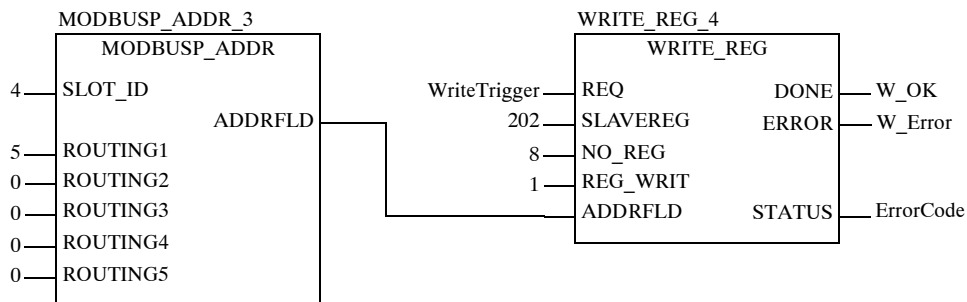 MODBUSP_ADDR_3
MODBUSP_ADDR
4 SLOT_ID
ADDRFLD
5 ROUTING1
0 ROUTING2
0 ROUTING3
0 ROUTING4
0 ROUTING5
WRITE_REG_4
WRITE_REG
WriteTrigger REQ DONE W_OK
202 SLAVEREG ERROR W_Error
8 NO_REG
1 REG_WRIT
ADDRFLD STATUS ErrorCode